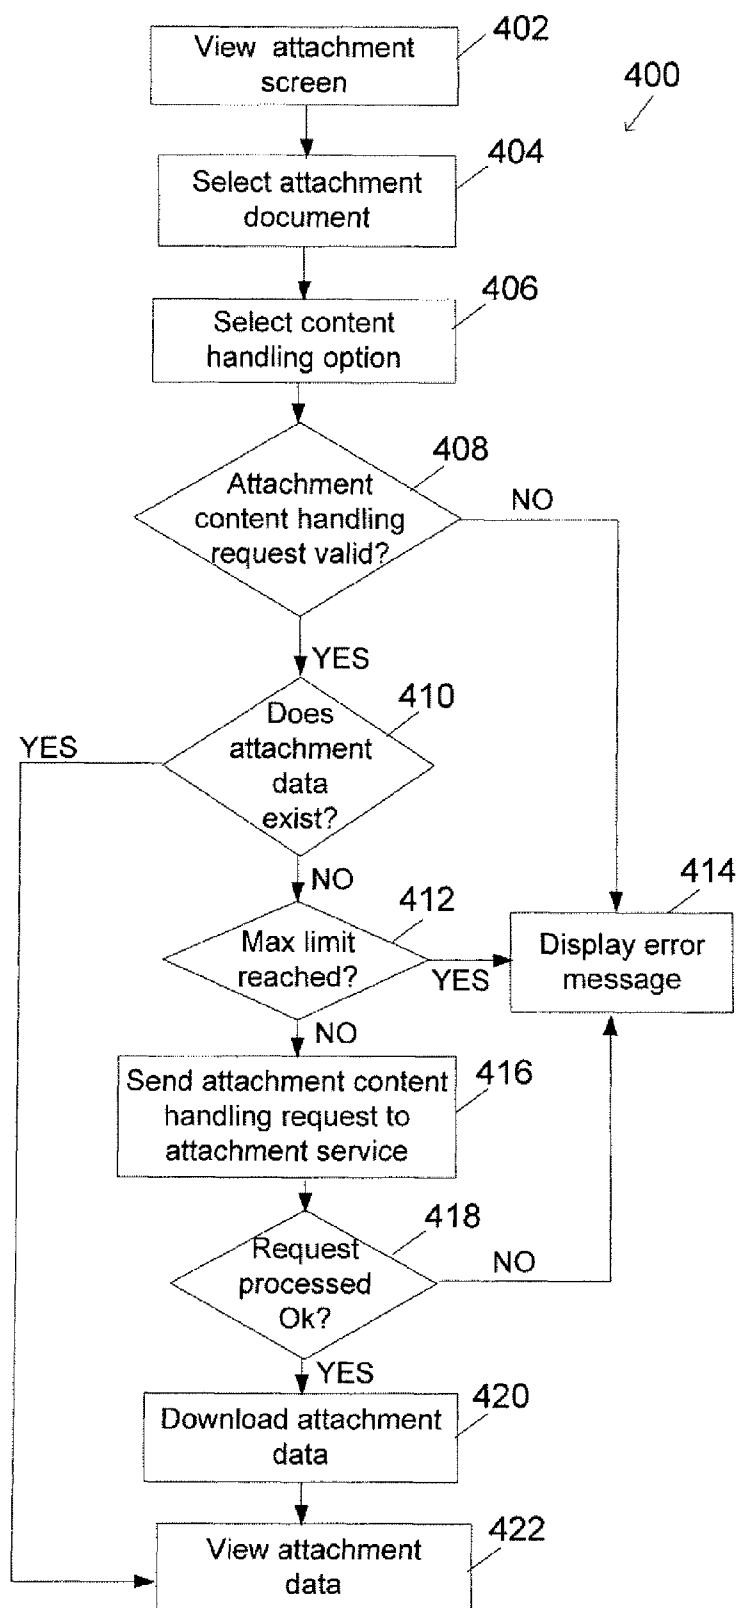 402
View attachment
screen
400
404
Select attachment
document
406
Select content
handling option
408
Attachment
content handling
request valid?
NO
YES
410
Does
attachment
data
exist?
YES
NO
412
Max limit
reached?
YES
414
Display error
message
NO
416
Send attachment content
handling request to
attachment service
418
Request
processed
Ok?
NO
YES
420
Download attachment
data
422
View attachment
data